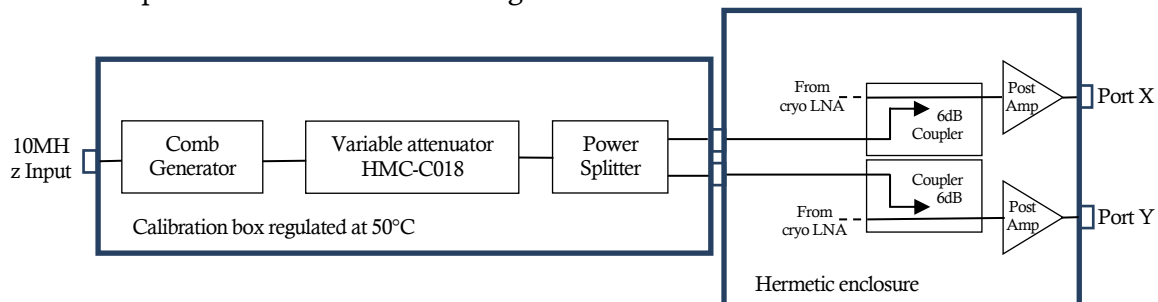 10MH
z Input
Comb
Generator
Variable attenuator
HMC-C018
Power
Splitter
Calibration box regulated at 50°C
From
cryo LNA
6dB
Coupler
Post
Amp
Port X
From
cryo LNA
Coupler
6dB
Post
Amp
Port Y
Hermetic enclosure